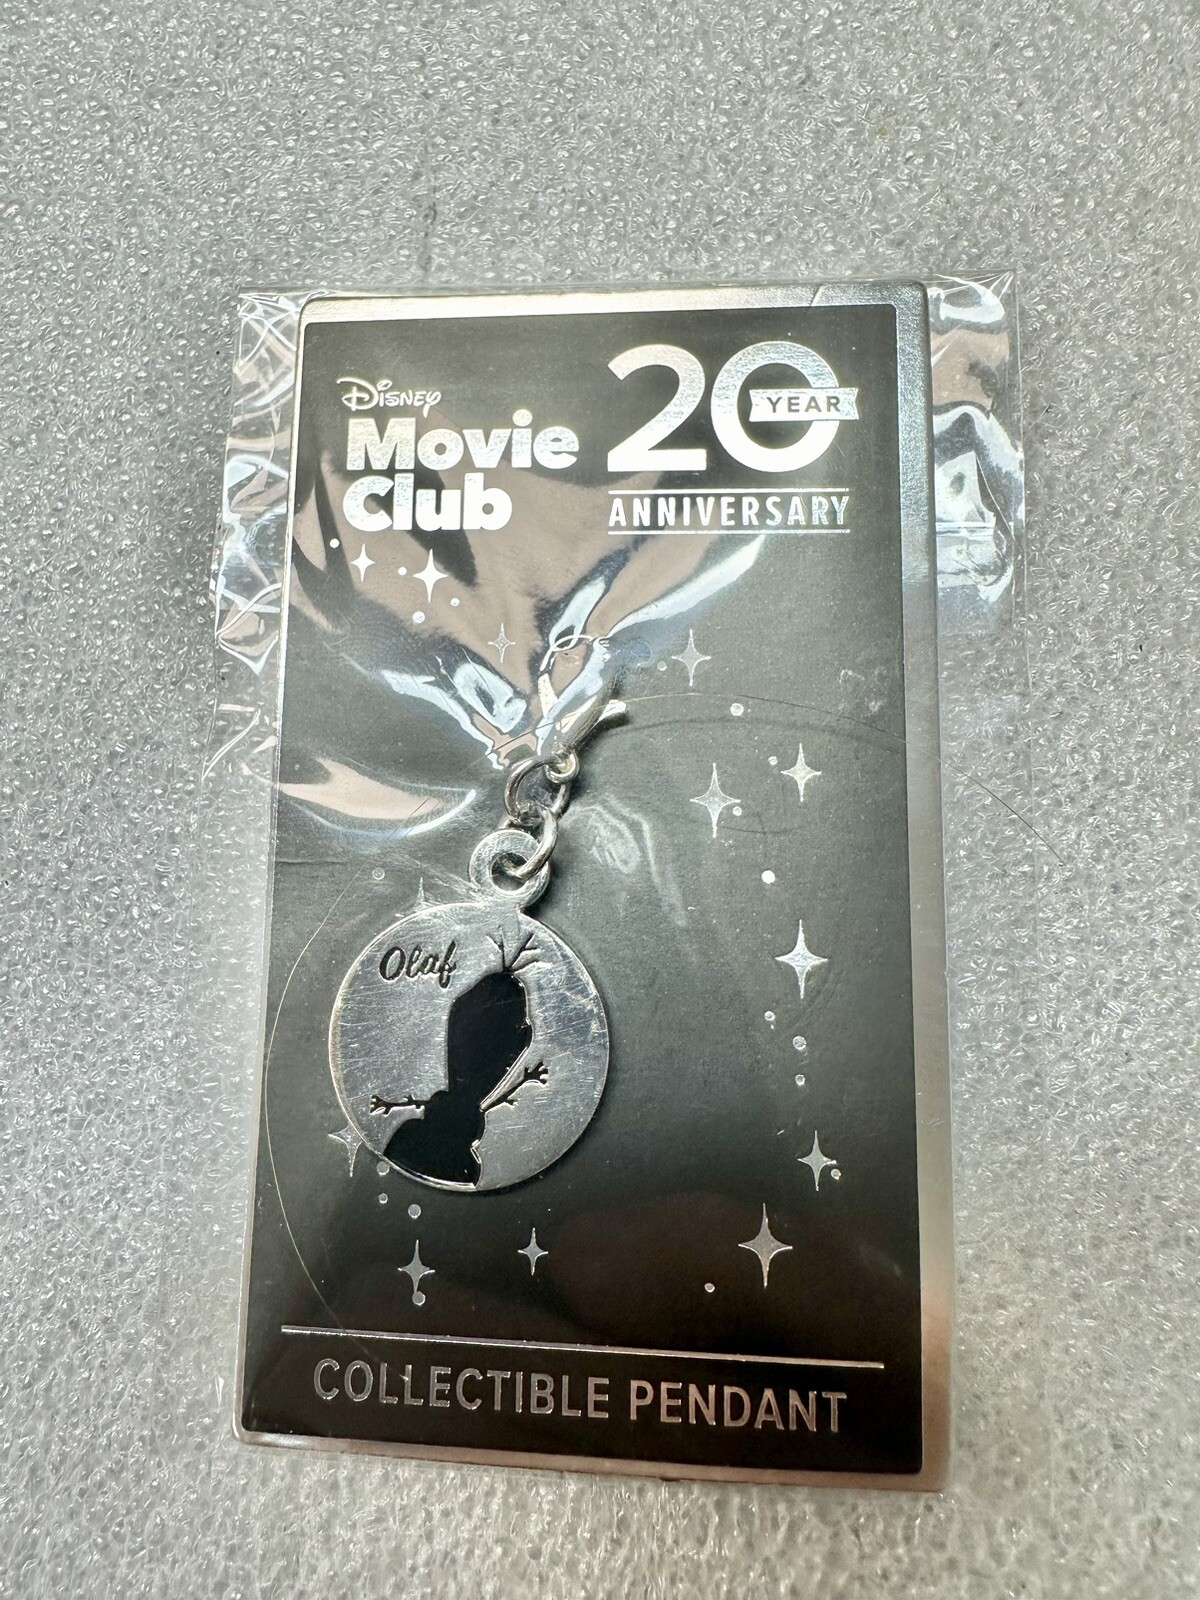 Disney
Movie
Club
20
YEAR
ANNIVERSARY
Olaf
COLLECTIBLE PENDANT